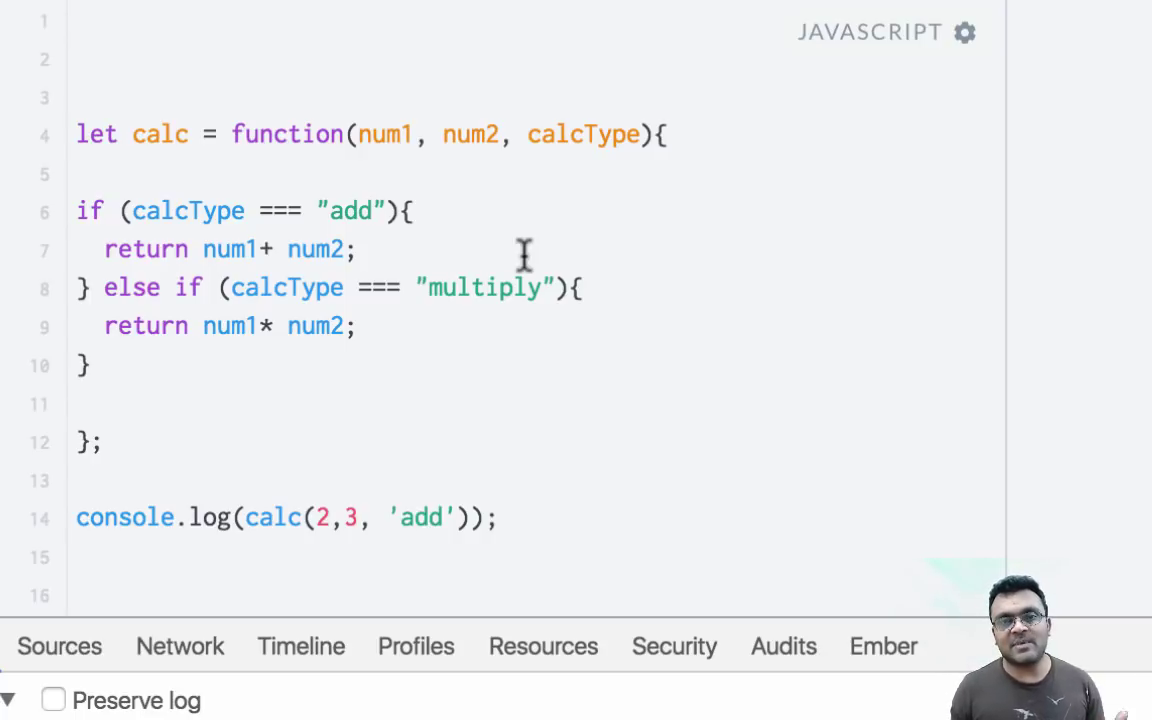 1
JAVASCRIPT
2
3
4 let calc = function(num1, num2, calcType){
5
6 if (calcType === "add"){
7 return num1+ num2;
8 } else if (calcType === "multiply"){
9 return num1* num2;
10 }
11
12 };
13
14 console.log(calc(2,3, 'add'));
15
16
Sources Network Timeline Profiles Resources Security Audits Ember
Preserve log